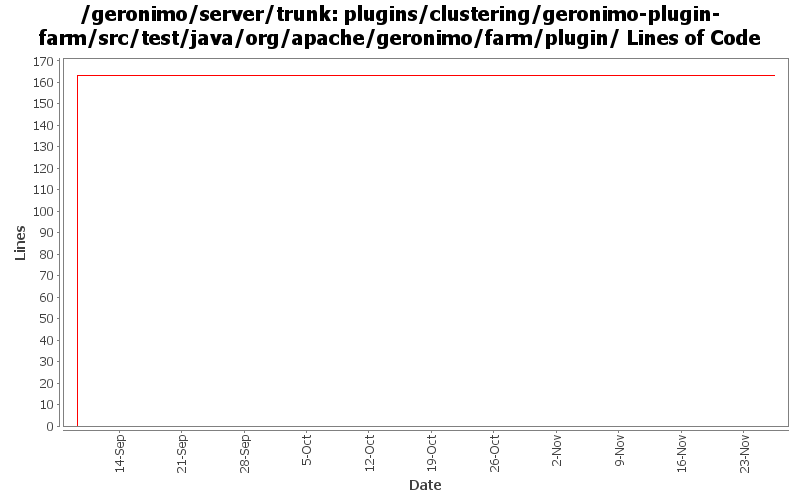 /geronimo/server/trunk: plugins/clustering/geronimo-plugin-
farm/src/test/java/org/apache/geronimo/farm/plugin/ Lines of Code
170
160
150
140
130
120
110
100
90
80
70
60
50
40
30
20
10
0
Lines
14-Sep
21-Sep
28-Sep
5-Oct
12-Oct
19-Oct
26-Oct
2-Nov
9-Nov
16-Nov
23-Nov
Date